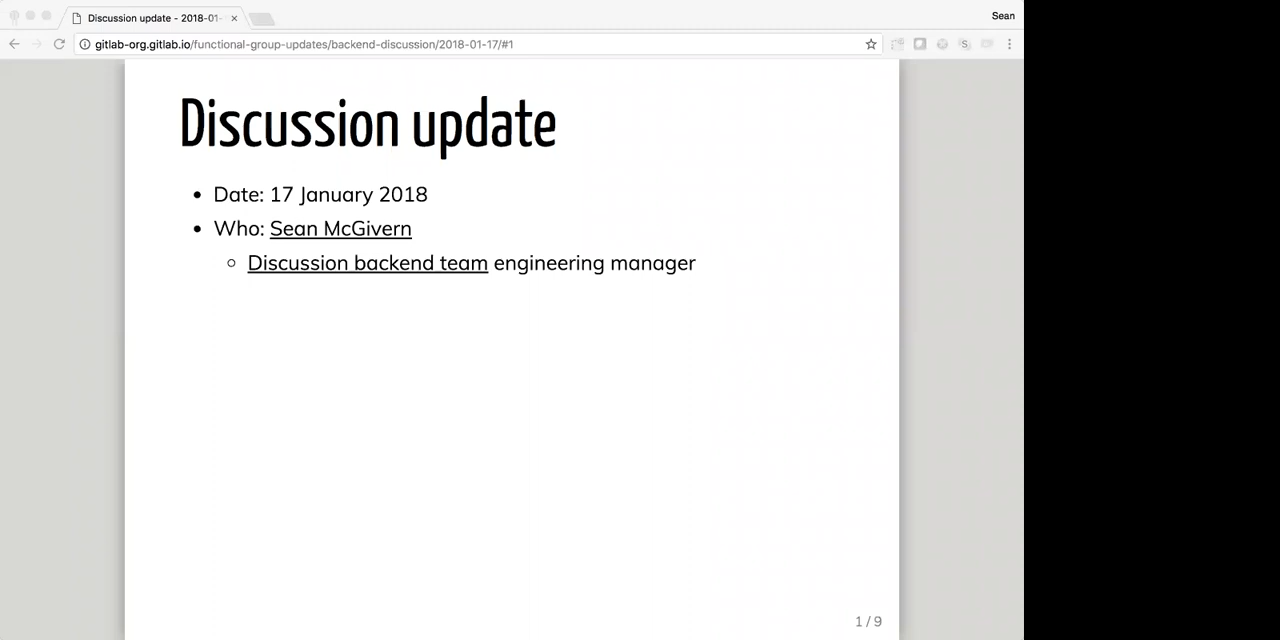 Discussion update - 2018-01-
Sean
gitlab-org.gitlab.io/functional-group-updates/backend-discussion/2018-01-17/#1
Discussion update
Date: 17 January 2018
Who: Sean McGivern
Discussion backend team engineering manager
1 / 9